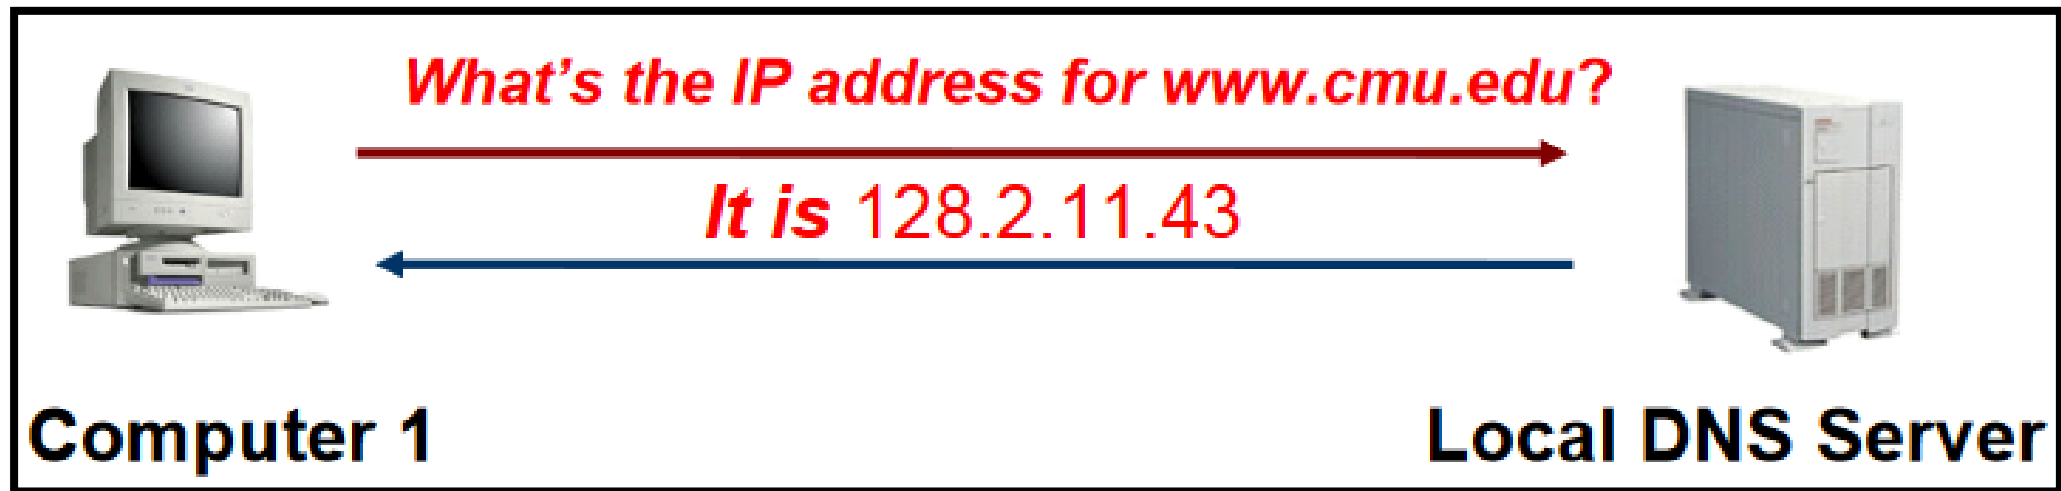 What's the IP address for www.cmu.edu?
It is 128.2.11.43
Computer 1
Local DNS Server